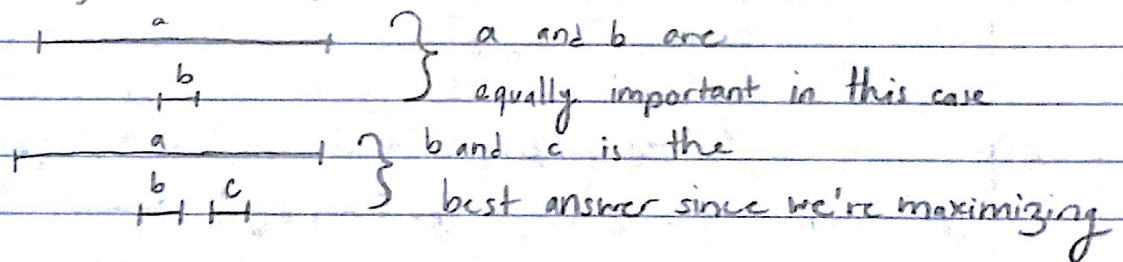 a
a and b are
b
equally important in this case
a
b and c is the
b c
best answer since we're maximizing